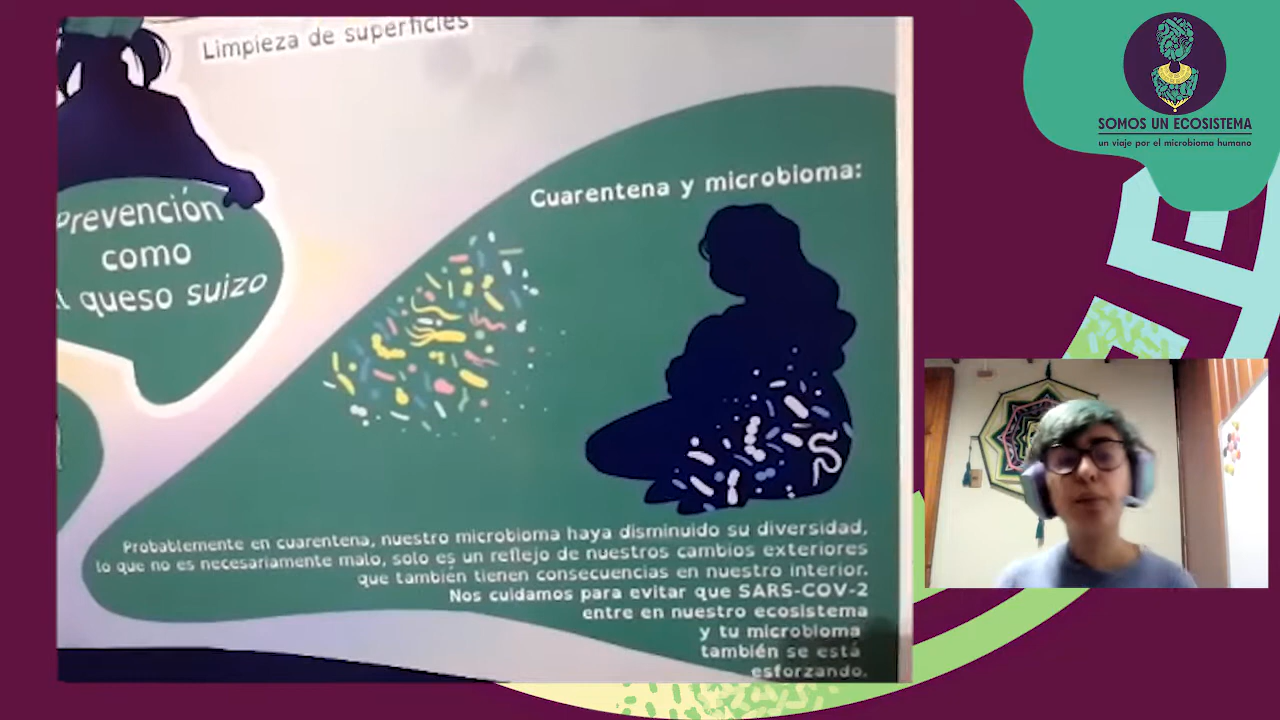 Limpieza de superficies
Prevención
como
queso suizo
Cuarentena y microbioma:
Probablemente en cuarentena, nuestro microbioma haya disminuido su diversidad,
lo que no es necesariamente malo, solo es un reflejo de nuestros cambios exteriores
que también tienen consecuencias en nuestro interior.
Nos cuidamos para evitar que SARS-COV-2
entre en nuestro ecosistema
y tu microbioma
también se está
esforzando.
SOMOS UN ECOSISTEMA
un viaje por el microbioma humano